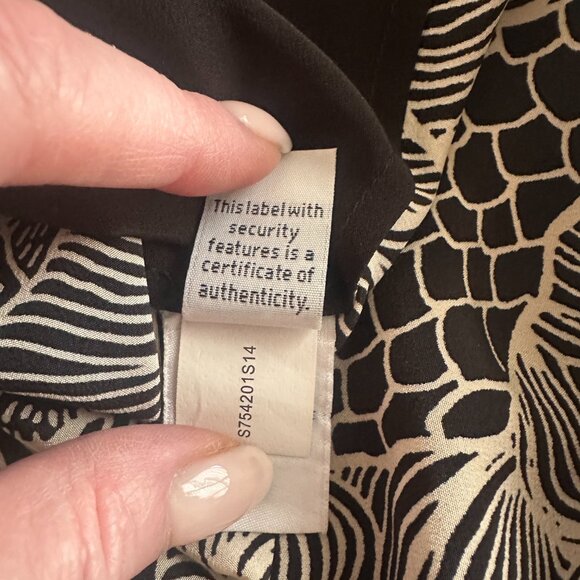 This label with
security
features is a
certificate of
authenticity.
S754201S14